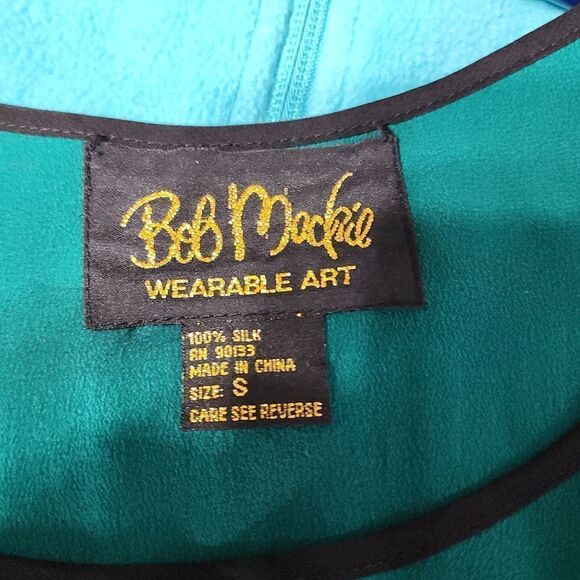 Bob Mackie
WEARABLE ART
100% SILK
RN 90133
MADE IN CHINA
SIZE: S
CARE SEE REVERSE